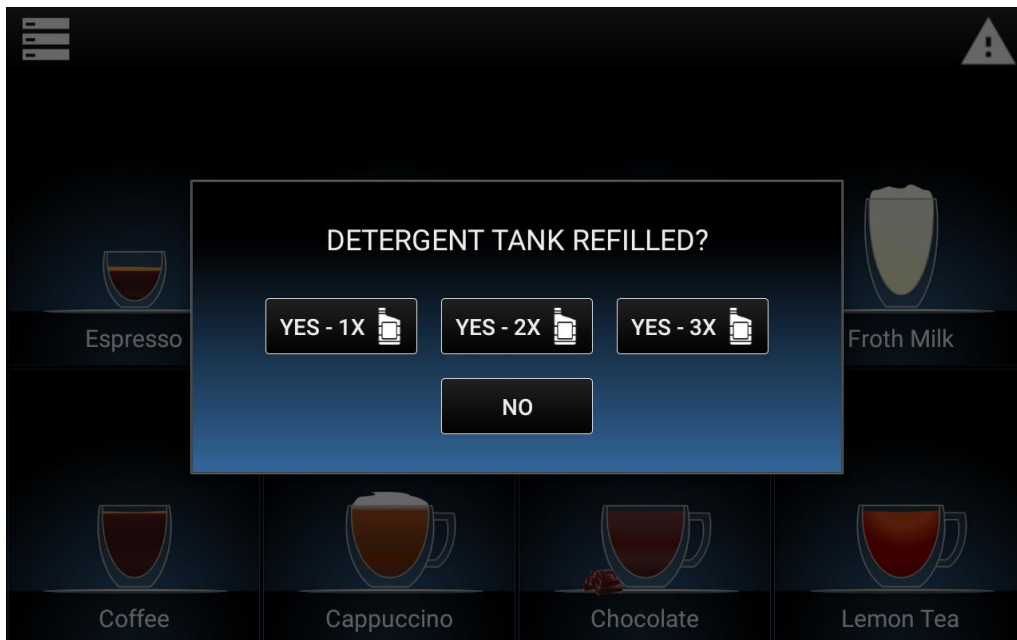 DETERGENT TANK REFILLED?
YES - 1X
YES - 2X
YES - 3X
NO
Espresso
Froth Milk
Coffee
Cappuccino
Chocolate
Lemon Tea